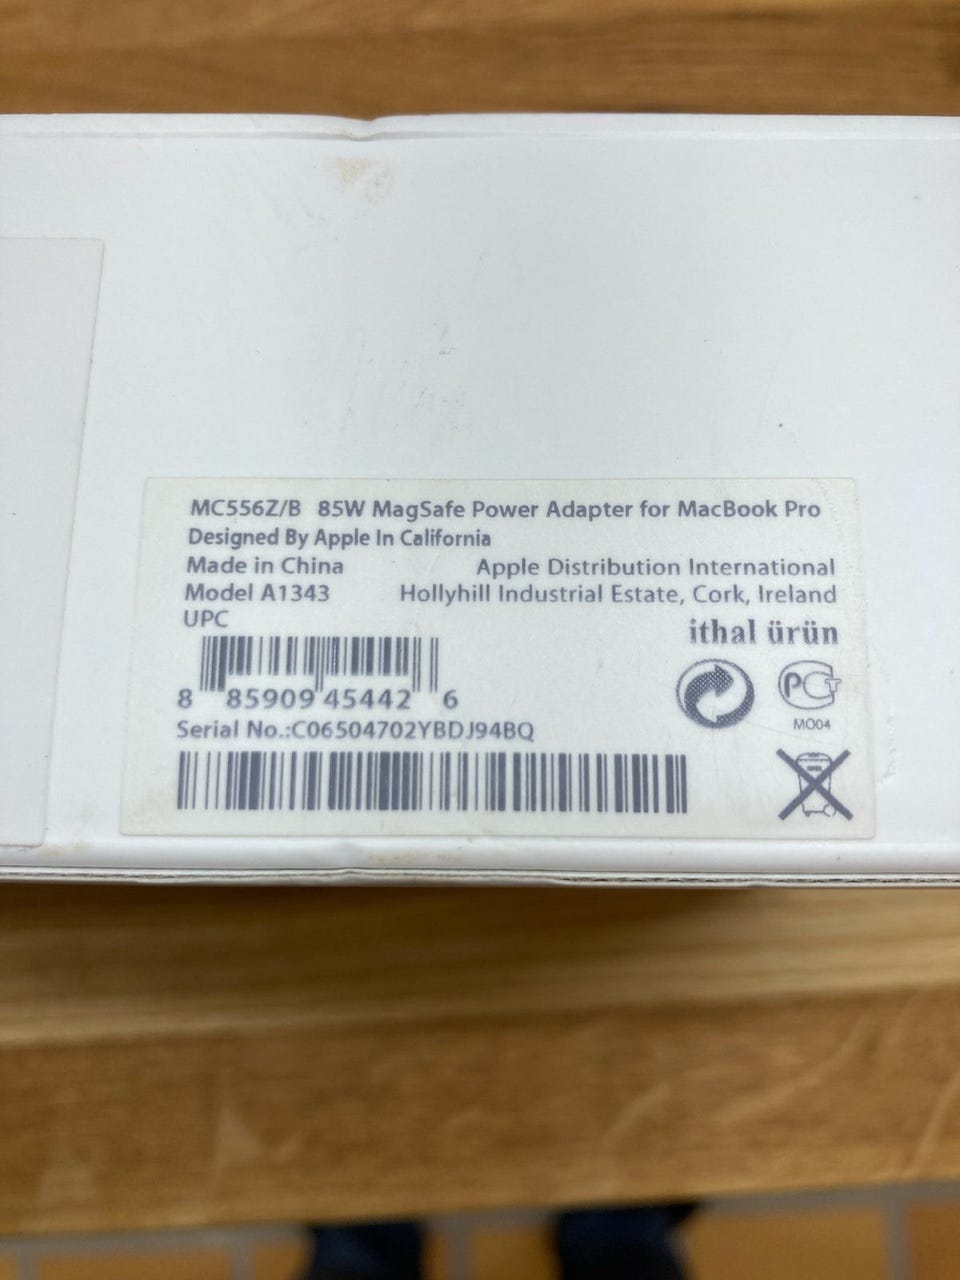 MC556Z/B 85W MagSafe Power Adapter for MacBook Pro
Designed By Apple In California
Made in China
Apple Distribution International
Model A1343
Hollyhill Industrial Estate, Cork, Ireland
UPC
ithal ürün
8 85909 45442 6
РСТ
MO04
Serial No.:C06504702YBDJ94BQ